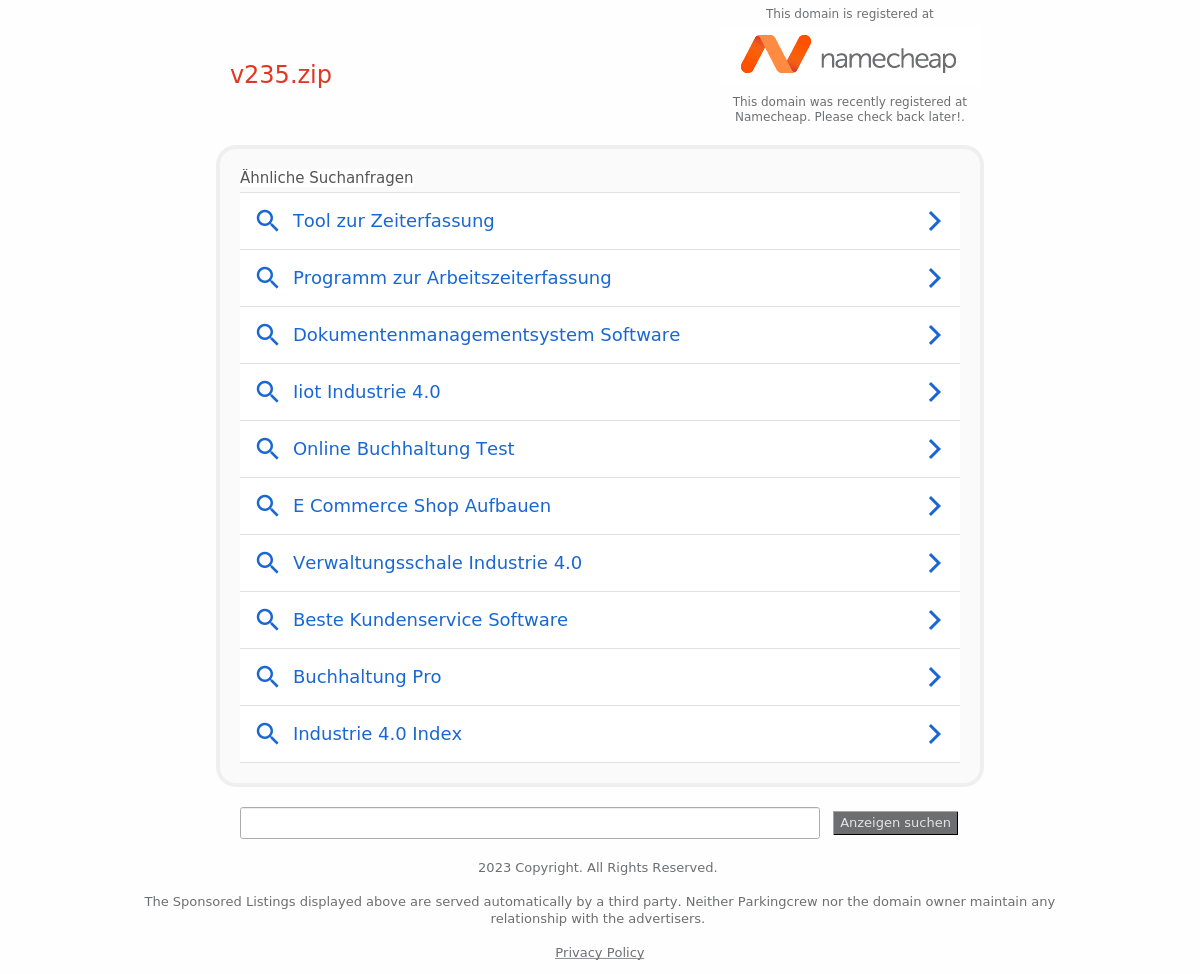 This domain is registered at
namecheap
v235.zip
This domain was recently registered at
Namecheap. Please check back later!.
Ähnliche Suchanfragen
Tool zur Zeiterfassung
Programm zur Arbeitszeiterfassung
Dokumentenmanagementsystem Software
Iiot Industrie 4.0
Online Buchhaltung Test
E Commerce Shop Aufbauen
Verwaltungsschale Industrie 4.0
Beste Kundenservice Software
Buchhaltung Pro
Industrie 4.0 Index
Anzeigen suchen
2023 Copyright. All Rights Reserved.
The Sponsored Listings displayed above are served automatically by a third party. Neither Parkingcrew nor the domain owner maintain any
relationship with the advertisers.
Privacy Policy